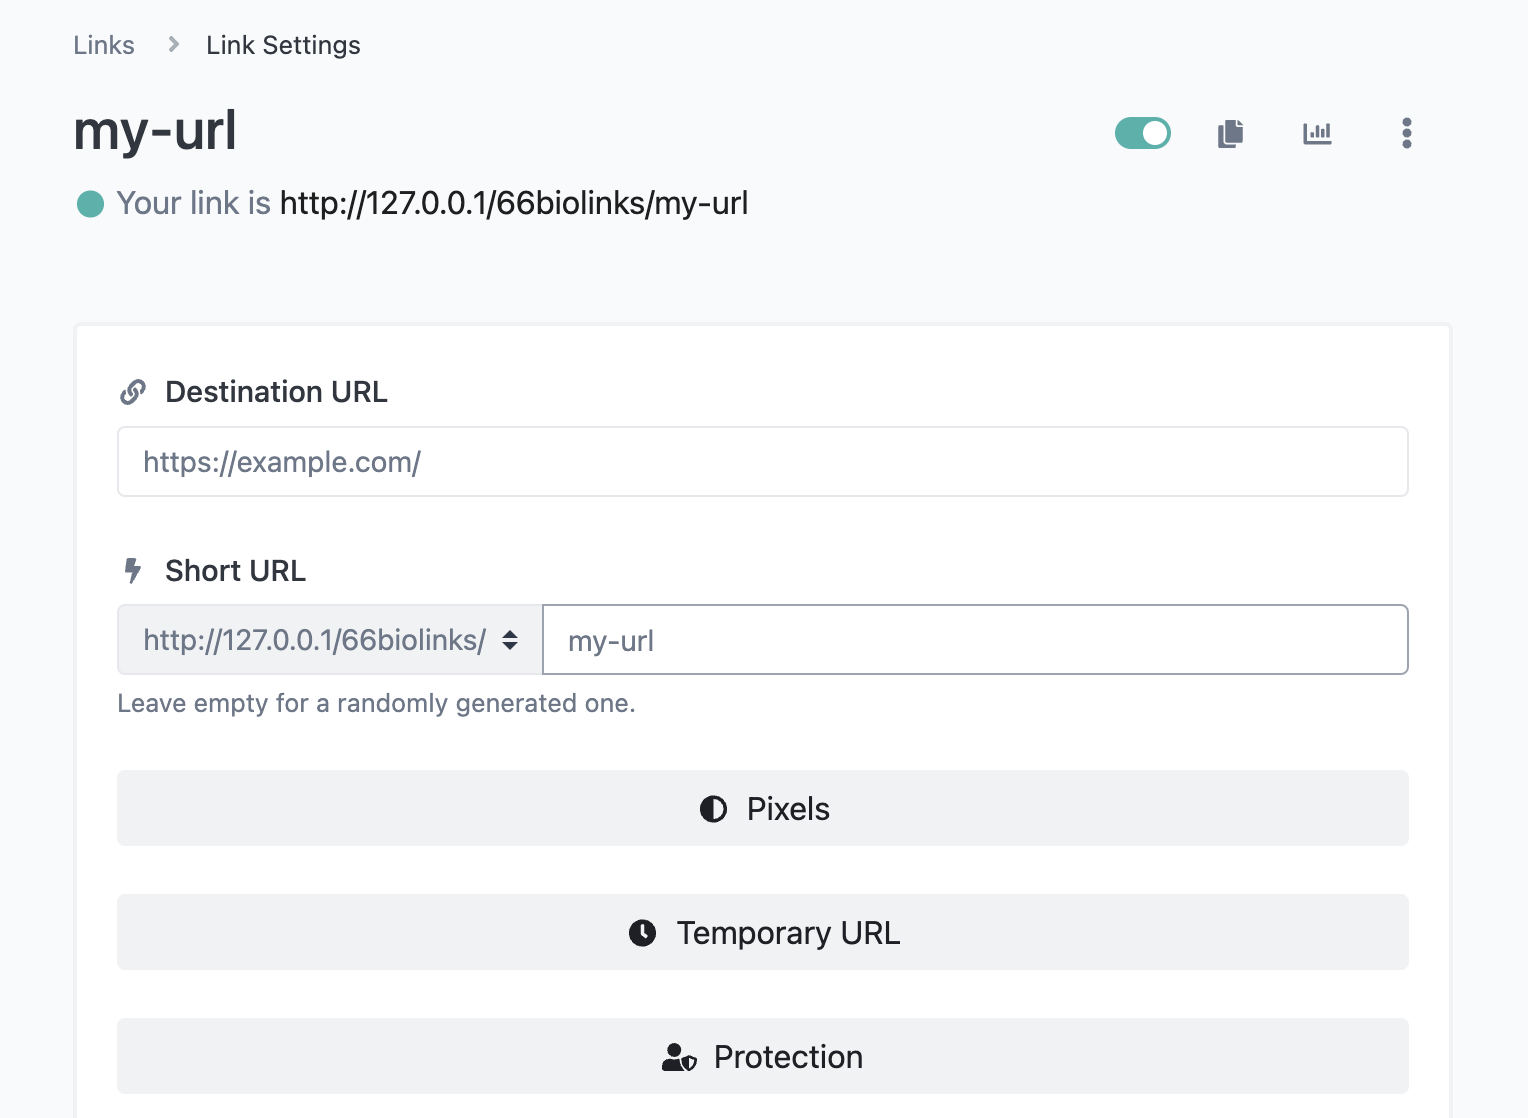 Links > Link Settings
my-url
Your link is http://127.0.0.1/66biolinks/my-url
Destination URL
https://example.com/
Short URL
http://127.0.0.1/66biolinks/ my-url
Leave empty for a randomly generated one.
Pixels
Temporary URL
Protection